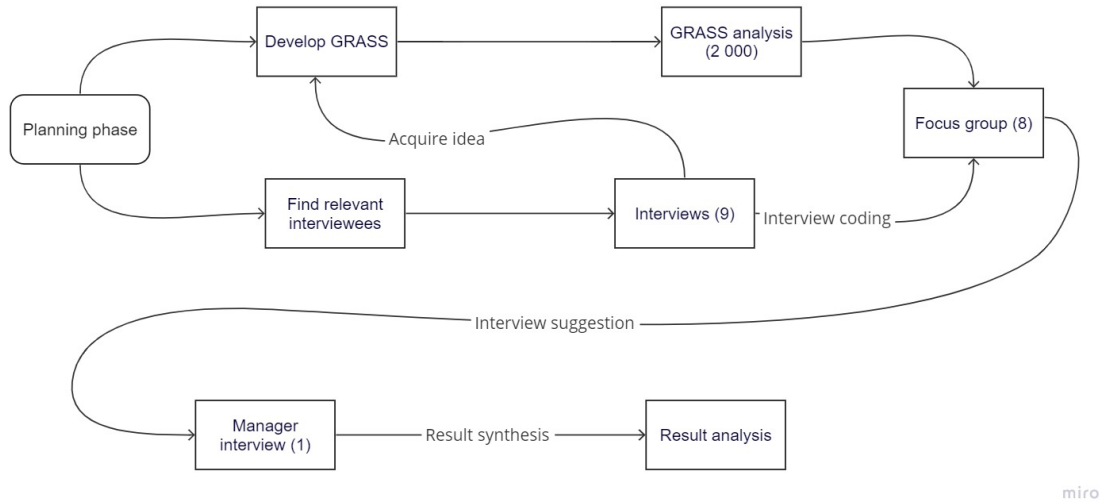 Develop GRASS
GRASS analysis
(2 000)
Planning phase
Focus group (8)
Acquire idea
Find relevant
interviewees
Interviews (9)
Interview coding
Interview suggestion
Manager
interview (1)
Result synthesis
Result analysis
miro